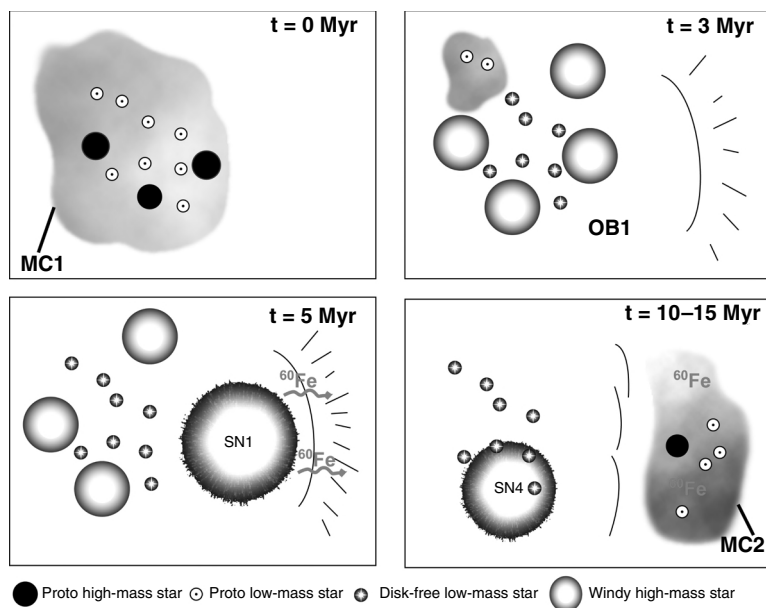 t = 0 Myr
MC1
t = 3 Myr
OB1
t = 5 Myr
60Fe
SN1
60Fe
t = 10–15 Myr
60Fe
SN4
60Fe
MC2
Proto high-mass star Proto low-mass star Disk-free low-mass star Windy high-mass star